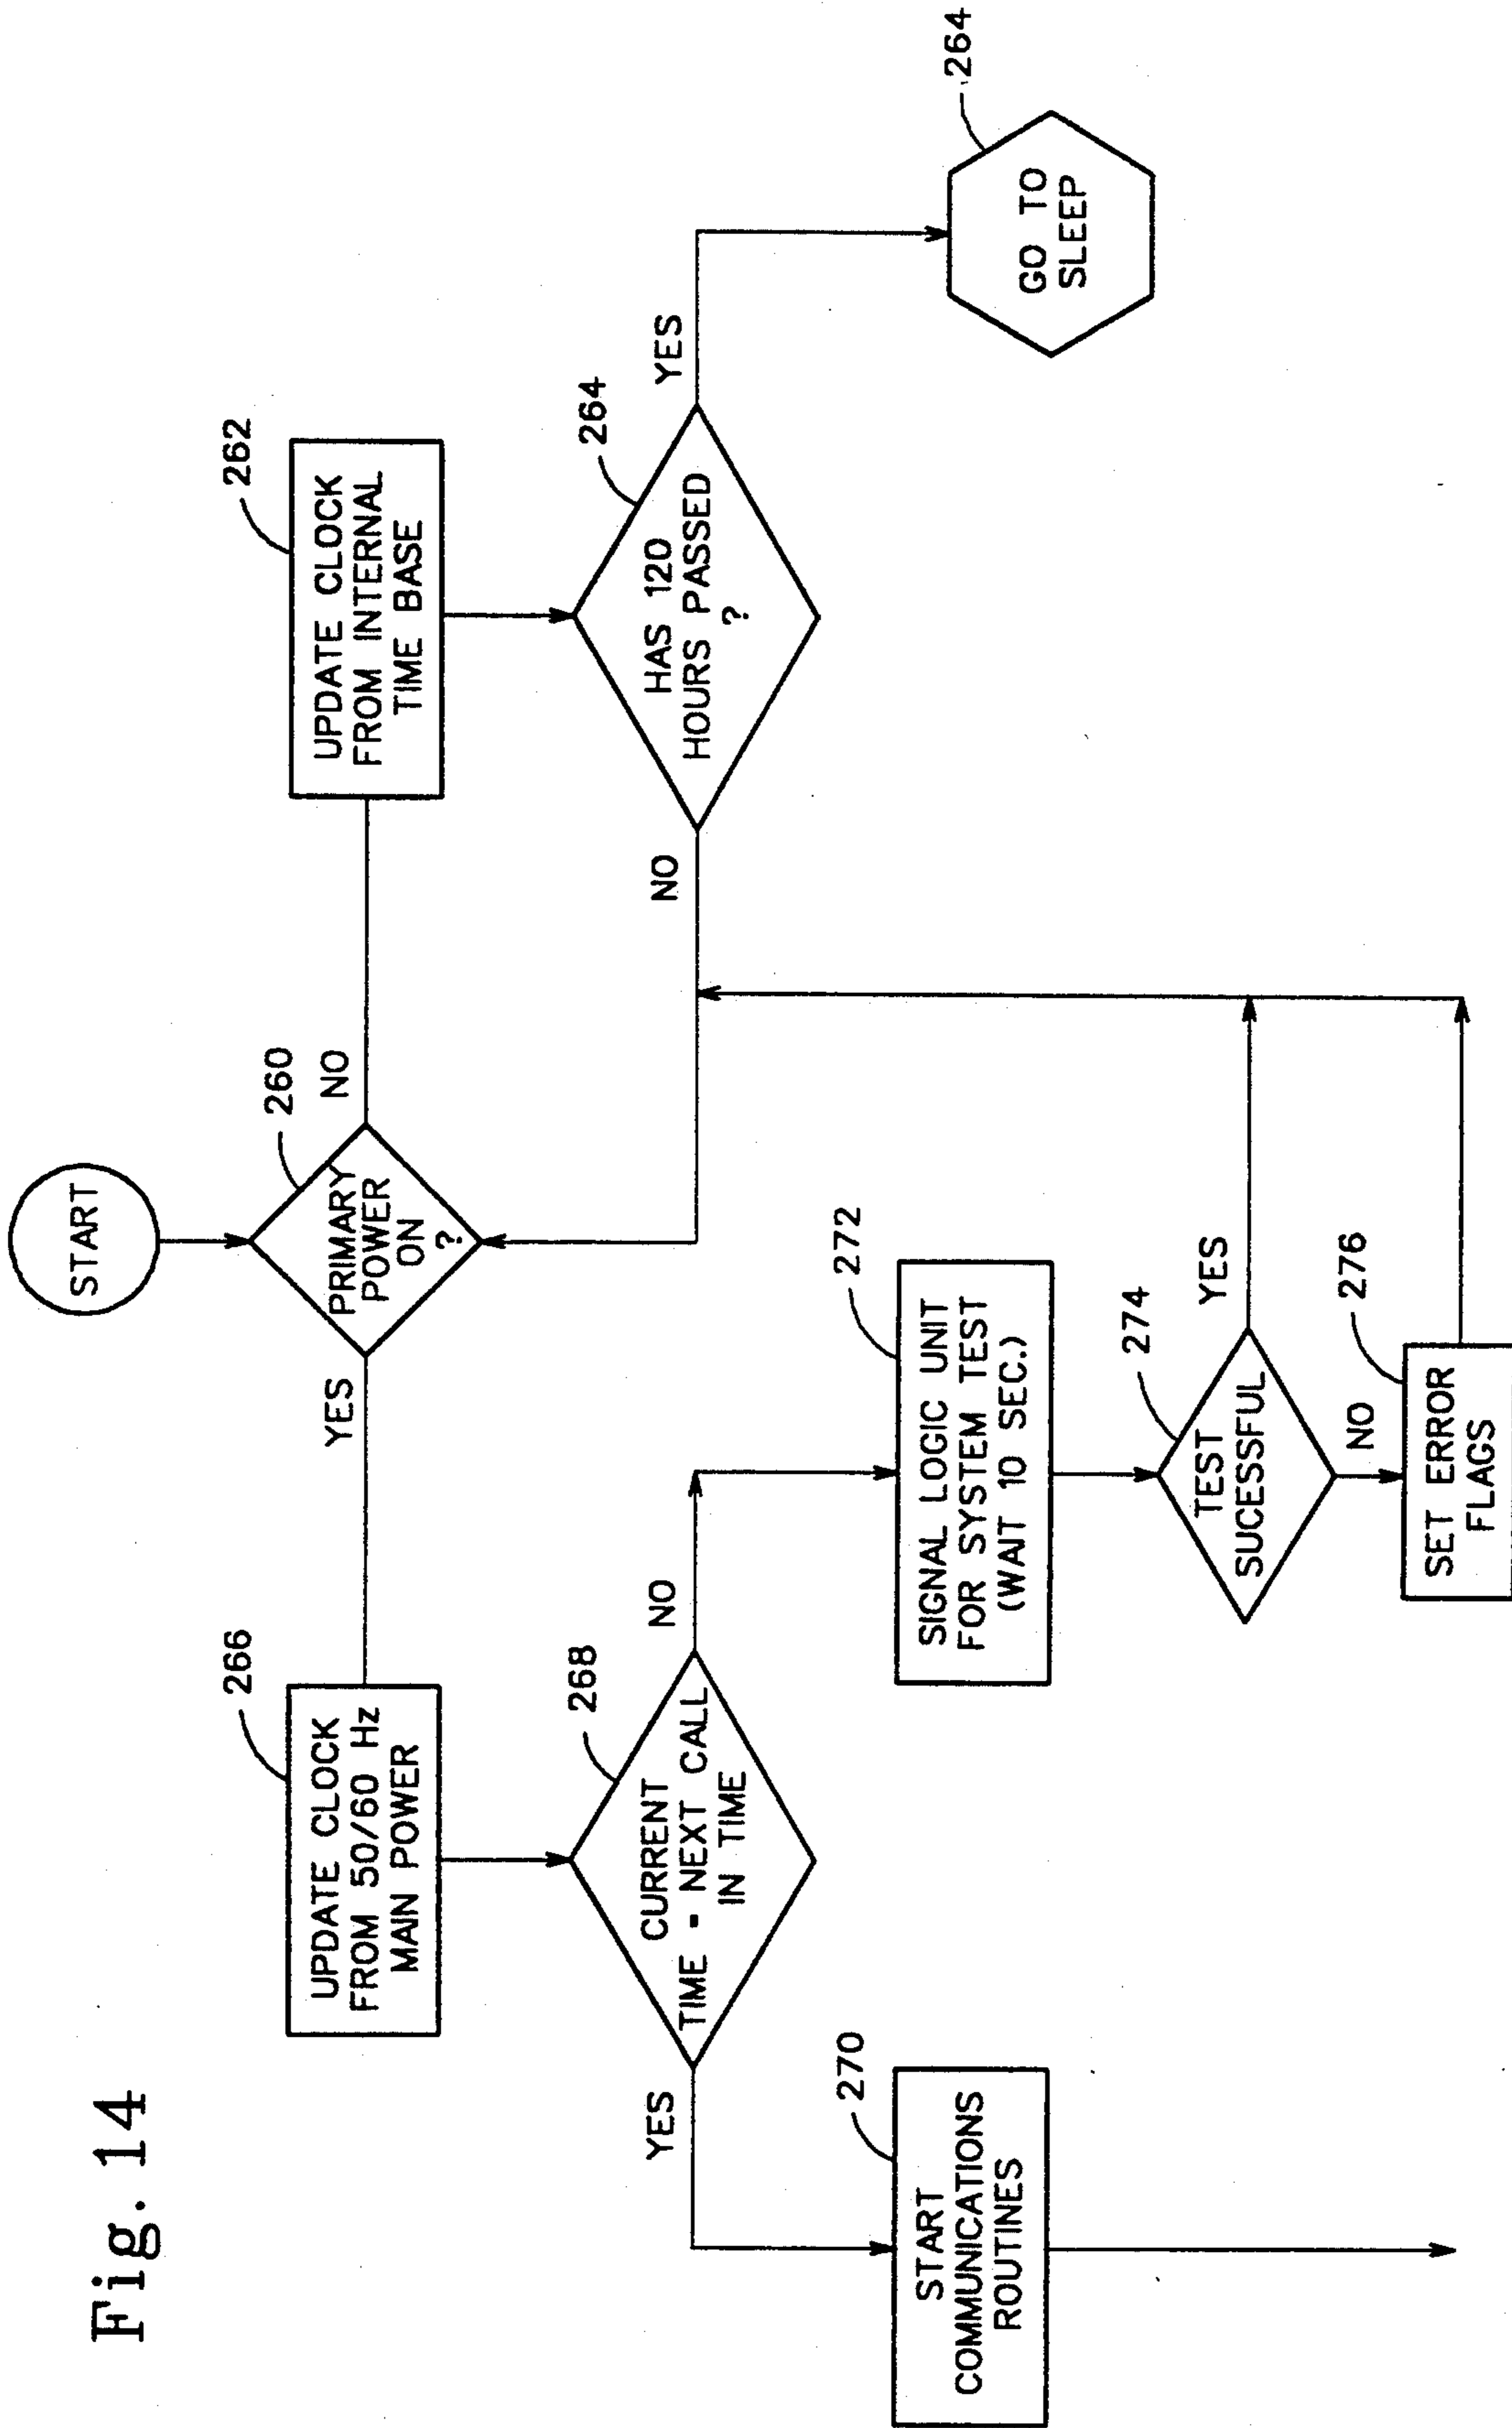 Fig. 14
START
260
PRIMARY
POWER
ON
?
YES
NO
266
UPDATE CLOCK
FROM 50/60 Hz
MAIN POWER
262
UPDATE CLOCK
FROM INTERNAL
TIME BASE
268
CURRENT
TIME = NEXT CALL
IN TIME
YES
NO
264
HAS 120
HOURS PASSED
?
NO
YES
270
START
COMMUNICATIONS
ROUTINES
272
SIGNAL LOGIC UNIT
FOR SYSTEM TEST
(WAIT 10 SEC.)
264
GO TO
SLEEP
274
TEST
SUCESSFUL
YES
NO
276
SET ERROR
FLAGS